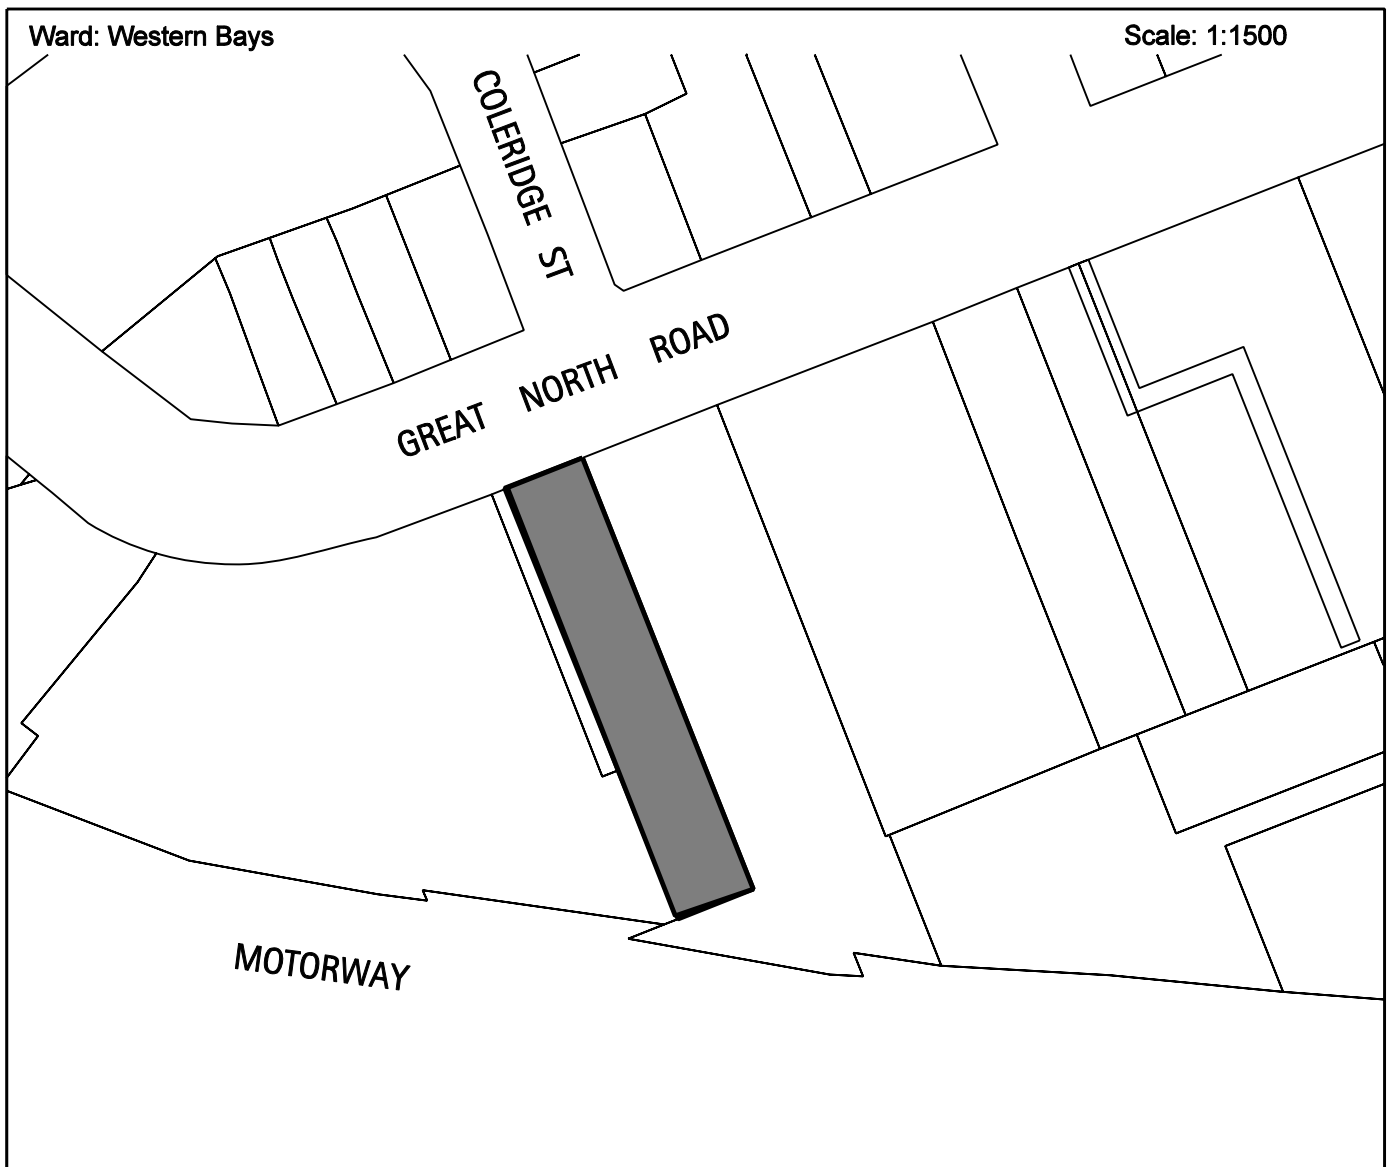 Ward: Western Bays
Scale: 1:1500
COLERIDGE ST
GREAT NORTH ROAD
MOTORWAY